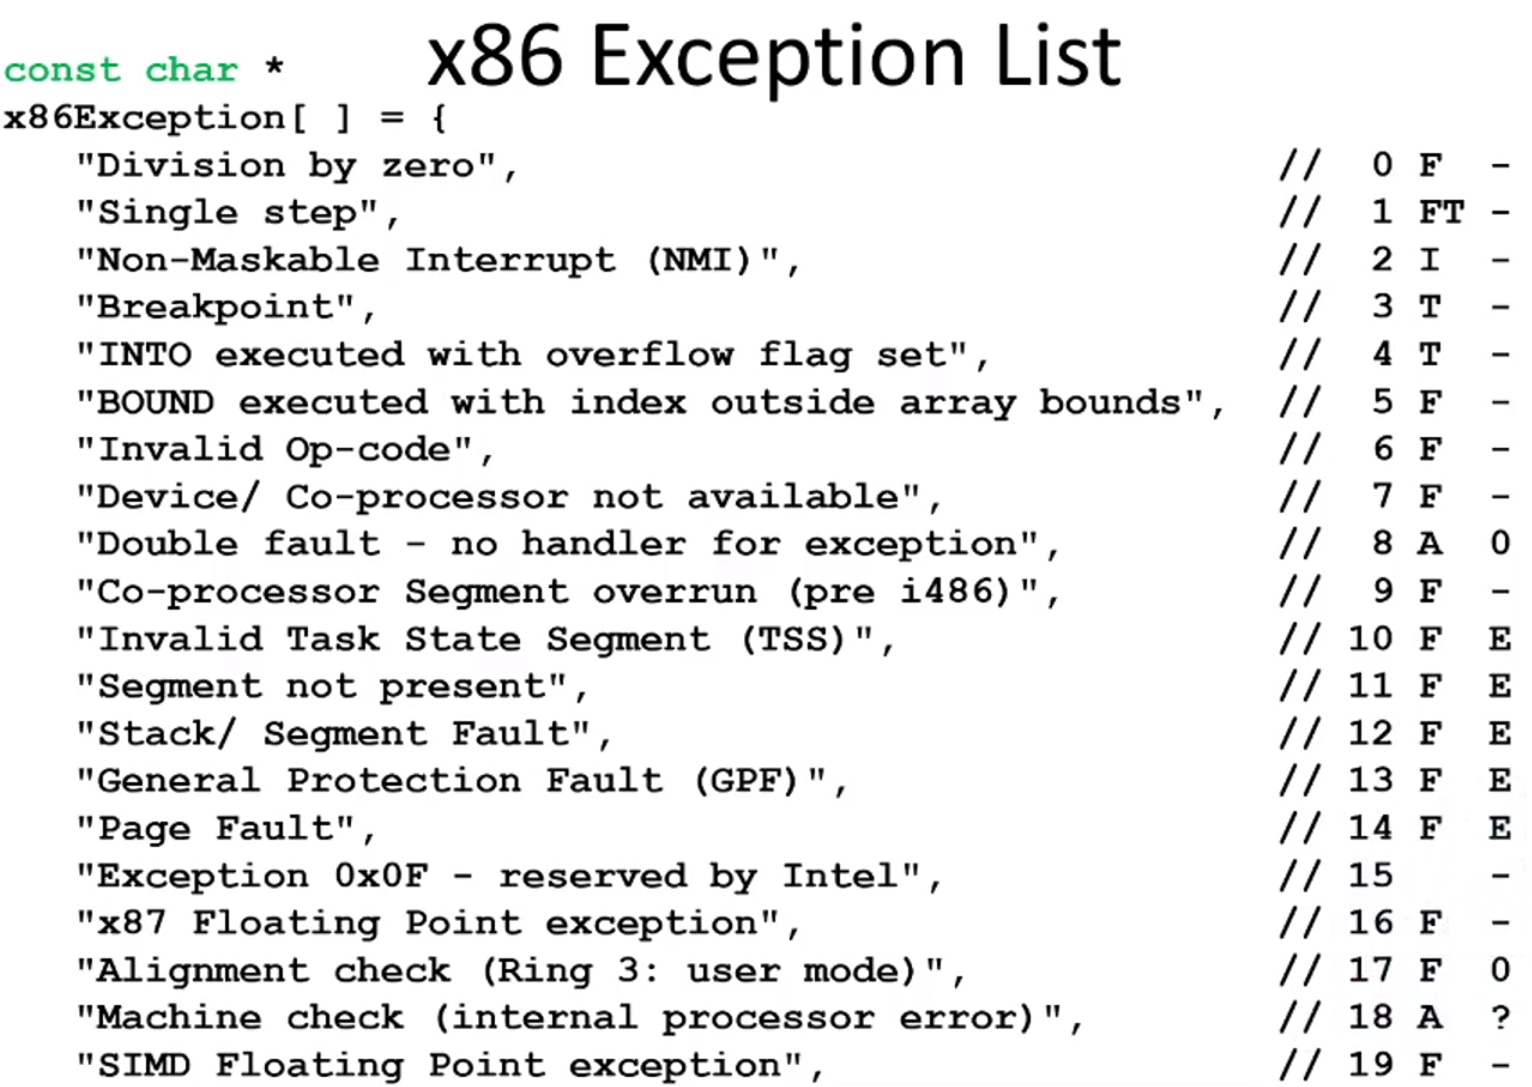 x86 Exception List
const char *
x86Exception[ ] = {
"Division by zero", // 0 F -
"Single step", // 1 FT -
"Non-Maskable Interrupt (NMI)", // 2 I -
"Breakpoint", // 3 T -
"INTO executed with overflow flag set", // 4 T -
"BOUND executed with index outside array bounds", // 5 F -
"Invalid Op-code", // 6 F -
"Device/ Co-processor not available", // 7 F -
"Double fault - no handler for exception", // 8 A 0
"Co-processor Segment overrun (pre i486)", // 9 F -
"Invalid Task State Segment (TSS)", // 10 F E
"Segment not present", // 11 F E
"Stack/ Segment Fault", // 12 F E
"General Protection Fault (GPF)", // 13 F E
"Page Fault", // 14 F E
"Exception 0x0F - reserved by Intel", // 15 -
"x87 Floating Point exception", // 16 F -
"Alignment check (Ring 3: user mode)", // 17 F 0
"Machine check (internal processor error)", // 18 A ?
"SIMD Floating Point exception", // 19 F -